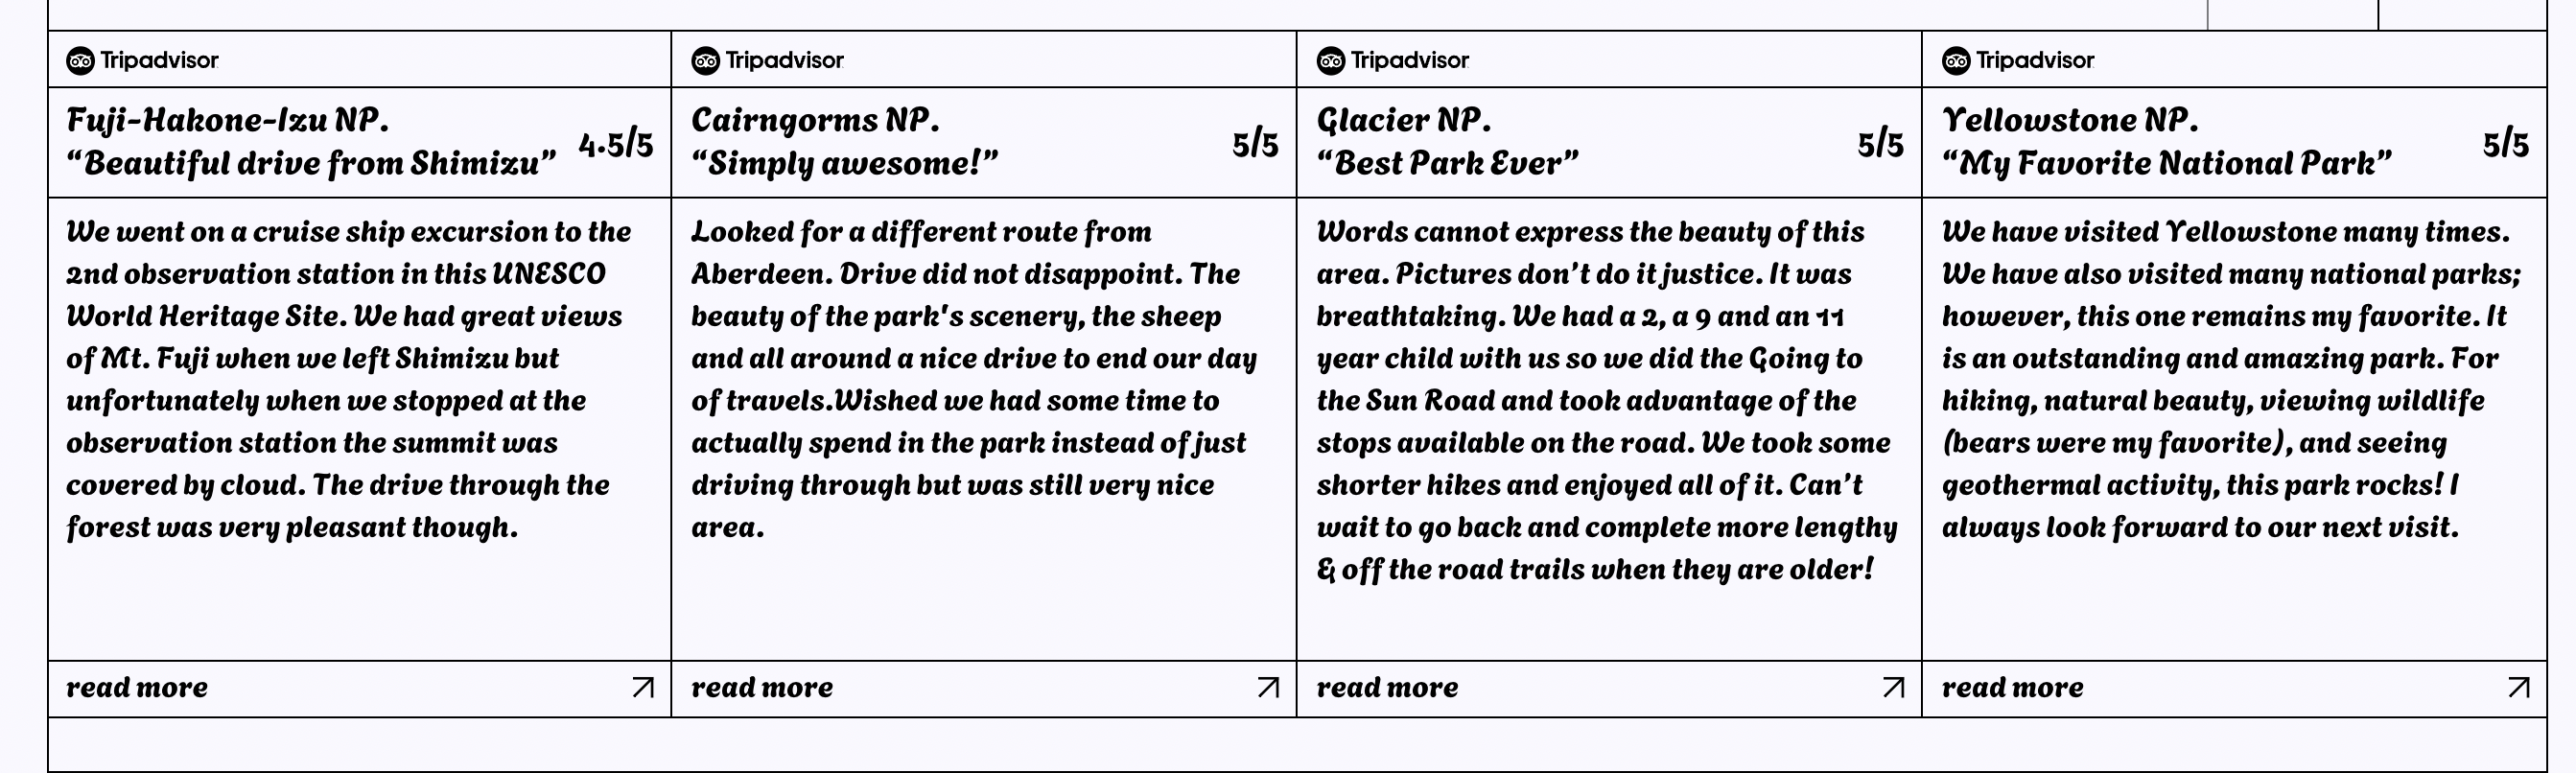 Tripadvisor
Fuji-Hakone-Izu NP.
“Beautiful drive from Shimizu”
4.5/5
We went on a cruise ship excursion to the
2nd observation station in this UNESCO
World Heritage Site. We had great views
of Mt. Fuji when we left Shimizu but
unfortunately when we stopped at the
observation station the summit was
covered by cloud. The drive through the
forest was very pleasant though.
read more
Tripadvisor
Cairngorms NP.
“Simply awesome!”
5/5
Looked for a different route from
Aberdeen. Drive did not disappoint. The
beauty of the park's scenery, the sheep
and all around a nice drive to end our day
of travels.Wished we had some time to
actually spend in the park instead of just
driving through but was still very nice
area.
read more
Tripadvisor
Glacier NP.
“Best Park Ever”
5/5
Words cannot express the beauty of this
area. Pictures don’t do it justice. It was
breathtaking. We had a 2, a 9 and an 11
year child with us so we did the Going to
the Sun Road and took advantage of the
stops available on the road. We took some
shorter hikes and enjoyed all of it. Can’t
wait to go back and complete more lengthy
& off the road trails when they are older!
read more
Tripadvisor
Yellowstone NP.
“My Favorite National Park”
5/5
We have visited Yellowstone many times.
We have also visited many national parks;
however, this one remains my favorite. It
is an outstanding and amazing park. For
hiking, natural beauty, viewing wildlife
(bears were my favorite), and seeing
geothermal activity, this park rocks! I
always look forward to our next visit.
read more